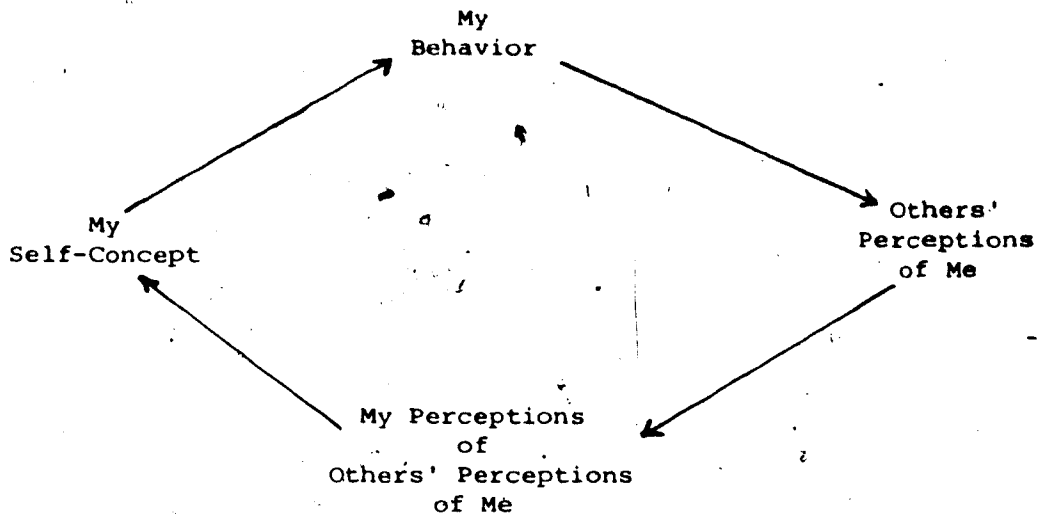 My
Behavior
My
Self-Concept
Others'
Perceptions
of Me
My Perceptions
of
Others' Perceptions
of Me